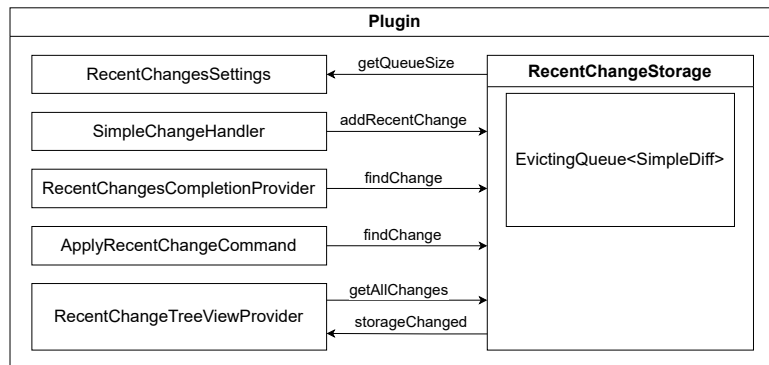 Plugin
RecentChangesSettings
getQueueSize
RecentChangeStorage
SimpleChangeHandler
addRecentChange
EvictingQueue<SimpleDiff>
RecentChangesCompletionProvider
findChange
ApplyRecentChangeCommand
findChange
RecentChangeTreeViewProvider
getAllChanges
storageChanged